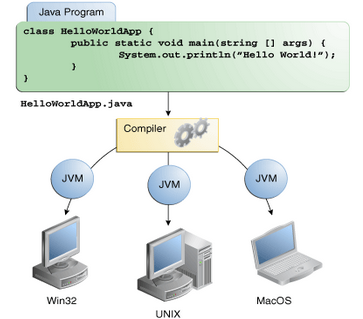 Java Program
class HelloWorldApp {
public static void main(string [] args) {
System.out.println("Hello World!");
}
}
HelloWorldApp.java
Compiler
JVM
JVM
JVM
Win32
UNIX
MacOS